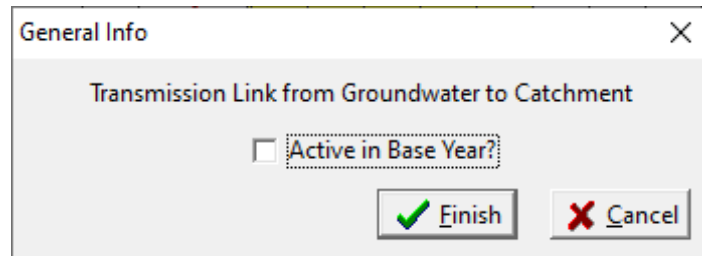 General Info
Transmission Link from Groundwater to Catchment
Active in Base Year?
Finish Cancel